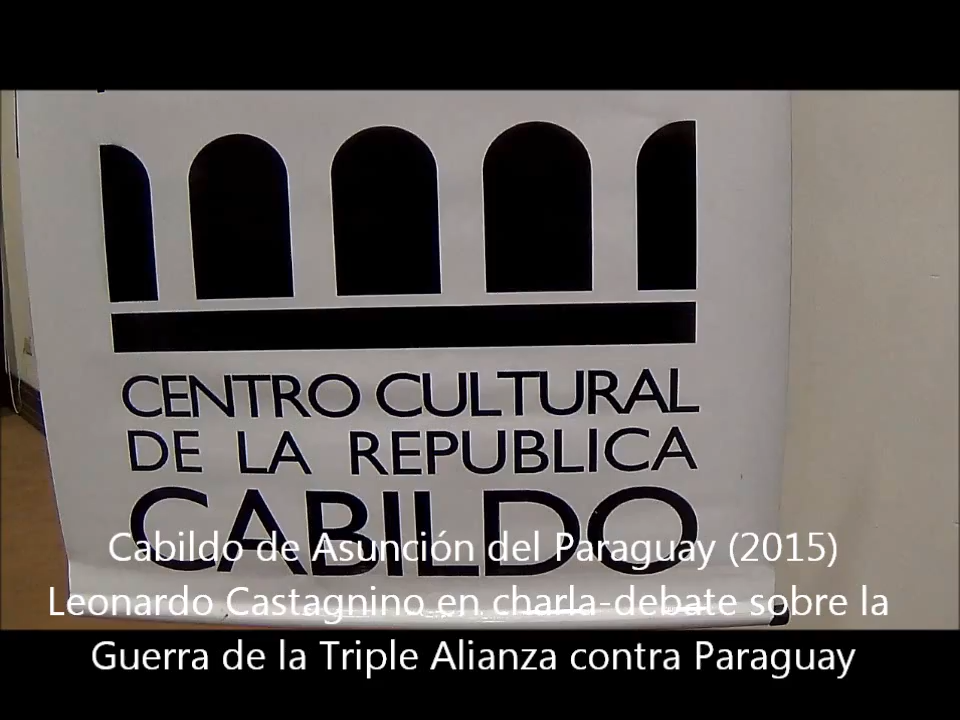 CENTRO CULTURAL
DE LA REPUBLICA
CABILDO
Cabildo de Asunción del Paraguay (2015)
Leonardo Castagnino en charla-debate sobre la
Guerra de la Triple Alianza contra Paraguay